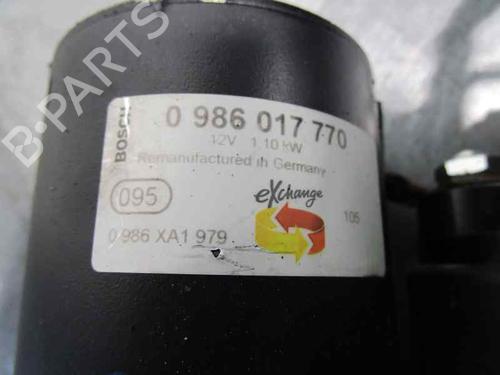 BOSCH
0 986 017 770
12V 1,10 kW
Remanufactured in Germany
095
eXchange
105
0 986 XA1 979